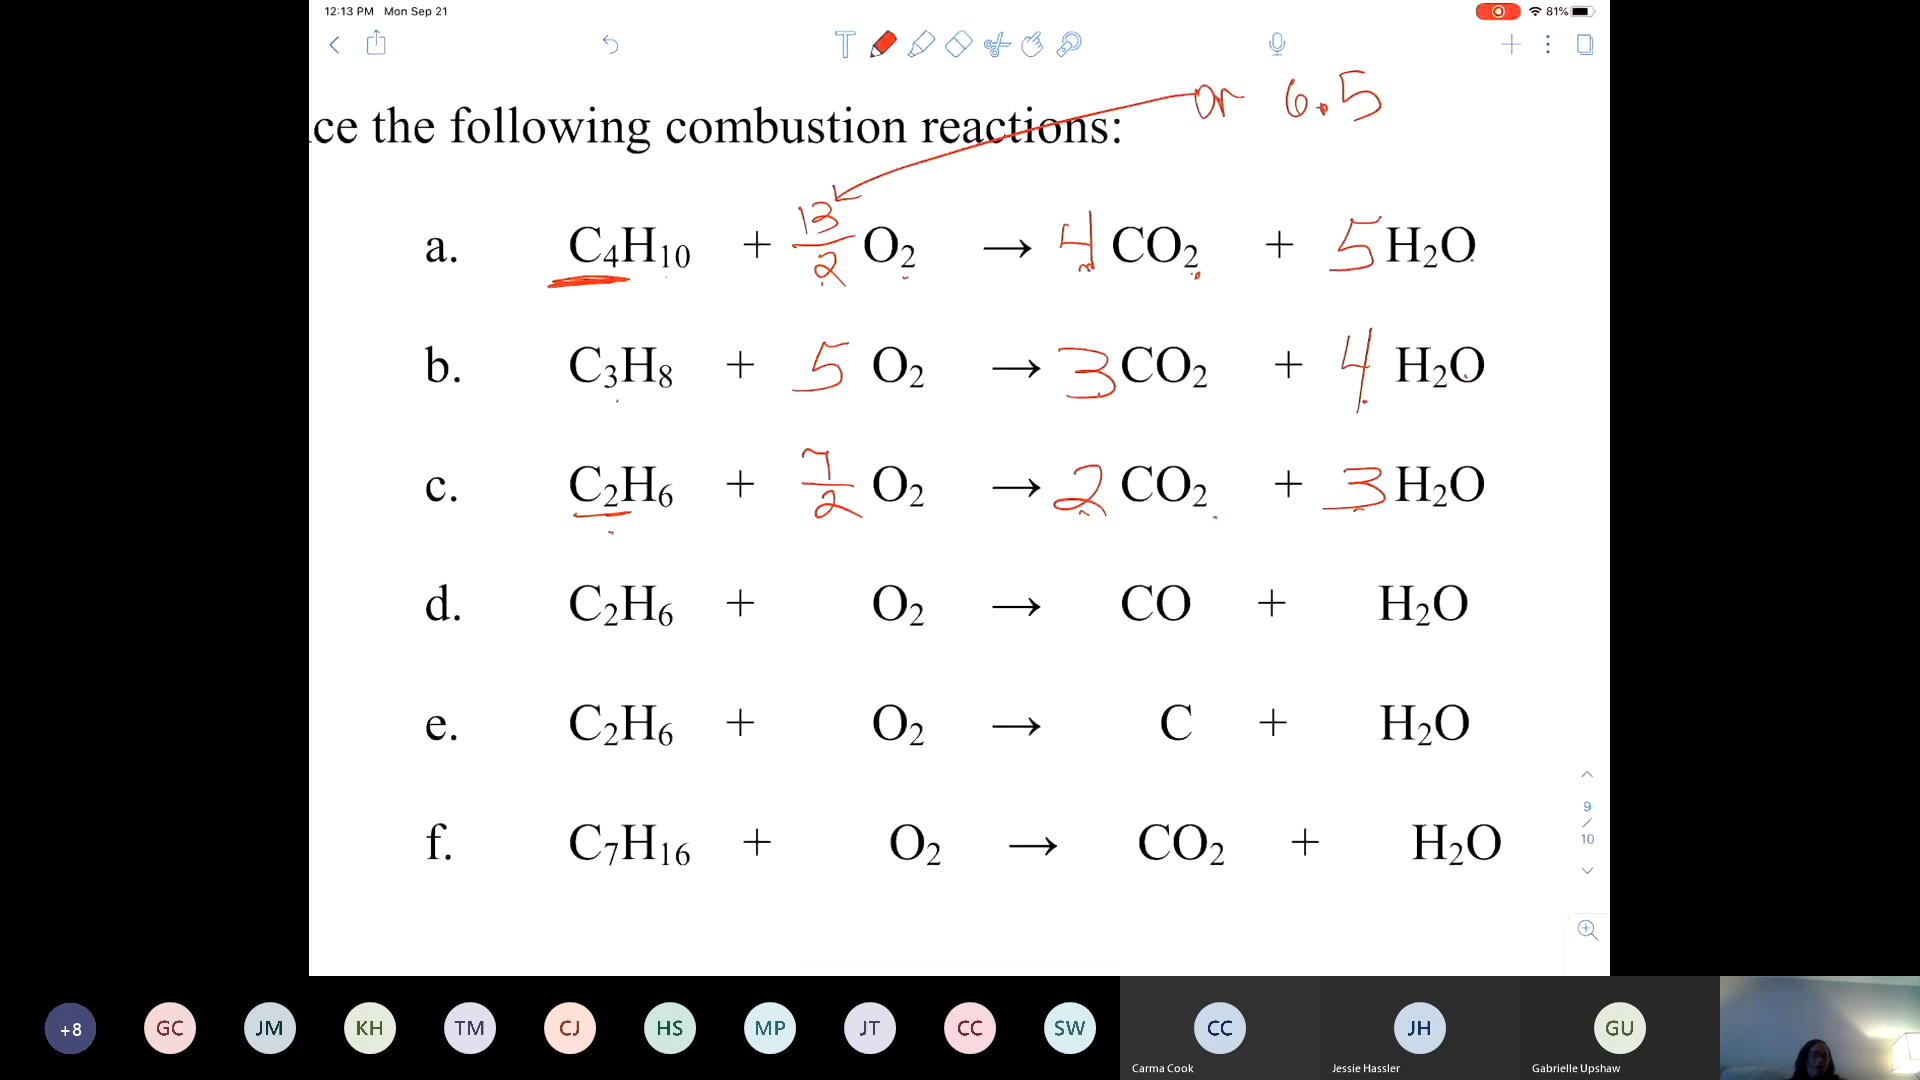 12:13 PM Mon Sep 21 81%
T
or 6.5
ce the following combustion reactions:
a. C₄H₁₀ + 13/2 O₂ → 4 CO₂ + 5 H₂O
b. C₃H₈ + 5 O₂ → 3 CO₂ + 4 H₂O
c. C₂H₆ + 7/2 O₂ → 2 CO₂ + 3 H₂O
d. C₂H₆ + O₂ → CO + H₂O
e. C₂H₆ + O₂ → C + H₂O
f. C₇H₁₆ + O₂ → CO₂ + H₂O
9
/
10
+8 GC JM KH TM CJ HS MP JT CC SW CC JH GU
Carma Cook Jessie Hassler Gabrielle Upshaw